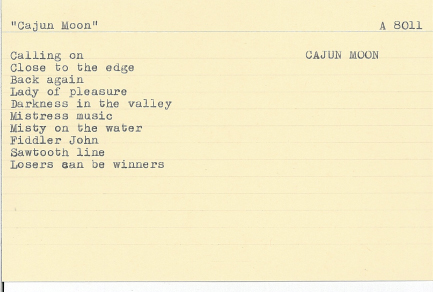 "Cajun Moon" A 8011
Calling on CAJUN MOON
Close to the edge
Back again
Lady of pleasure
Darkness in the valley
Mistress music
Misty on the water
Fiddler John
Sawtooth line
Losers can be winners